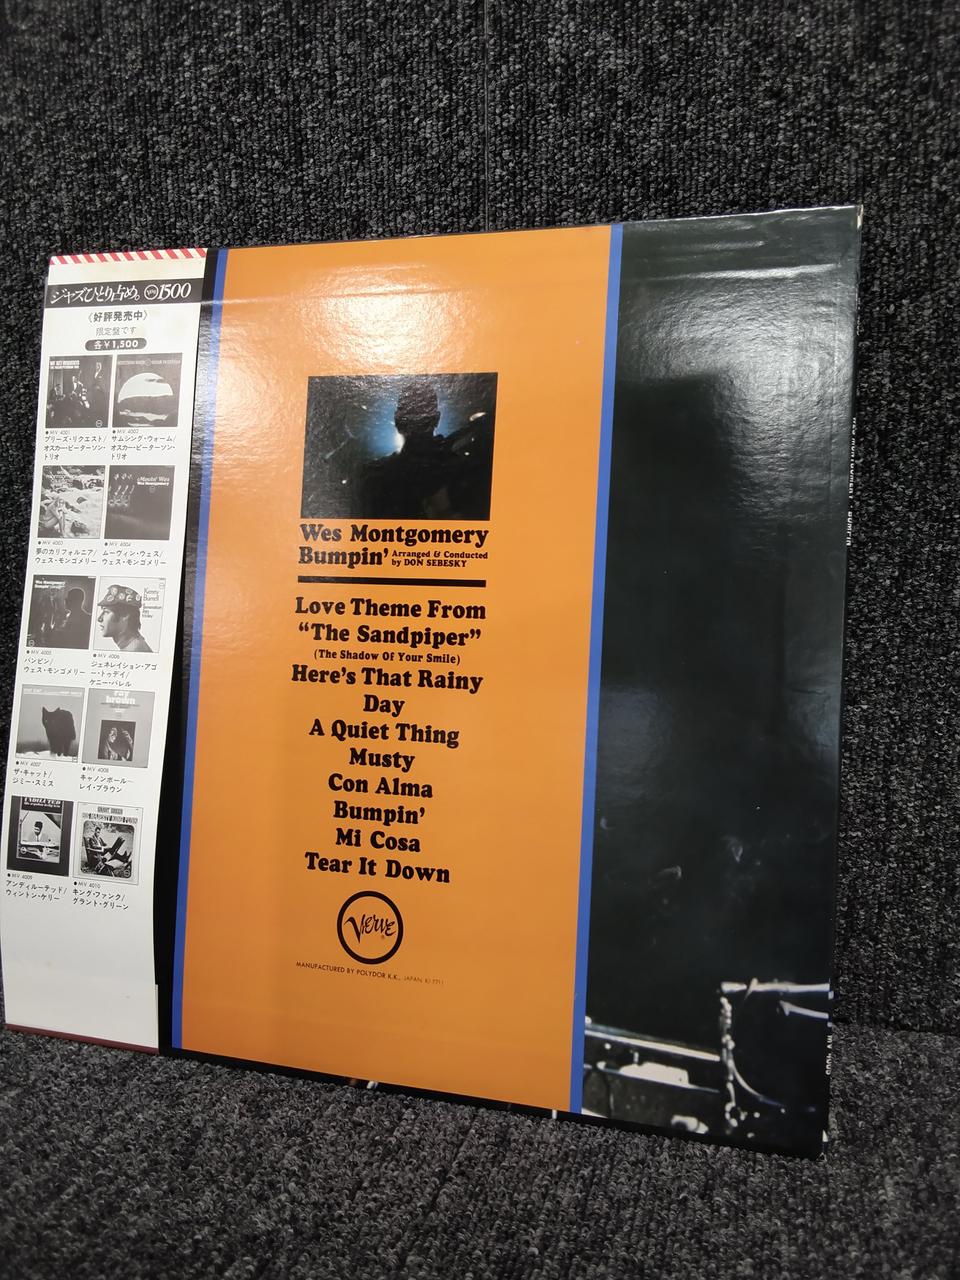 ジャズひとり占め。 1500
〈好評発売中〉
限定盤です
各¥1,500
● MV 4001
プリーズ・リクエスト/
オスカー・ピーターソン・
トリオ
● MV 4002
サムシング・ウォーム/
オスカー・ピーターソン・
トリオ
● MV 4003
夢のカリフォルニア/
ウェス・モンゴメリー
● MV 4004
ムーヴィン・ウェス/
ウェス・モンゴメリー
● MV 4005
バンピン/
ウェス・モンゴメリー
Kenny
Burrell
● MV 4006
ジェネレイション・アゴ
ー・トゥデイ/
ケニー・バレル
● MV 4007
ザ・キャット/
ジミー・スミス
ray
brown
● MV 4008
キャノンボール〜
レイ・ブラウン
UNDILUTED
● MV 4009
アンディルーテッド/
ウィントン・ケリー
HIS MAJESTY KING FUNK
● MV 4010
キング・ファンク/
グラント・グリーン
Wes Montgomery
Bumpin' Arranged & Conducted
by DON SEBESKY
Love Theme From
"The Sandpiper"
(The Shadow Of Your Smile)
Here's That Rainy
Day
A Quiet Thing
Musty
Con Alma
Bumpin'
Mi Cosa
Tear It Down
Verve
MANUFACTURED BY POLYDOR K.K., JAPAN. KI 7711